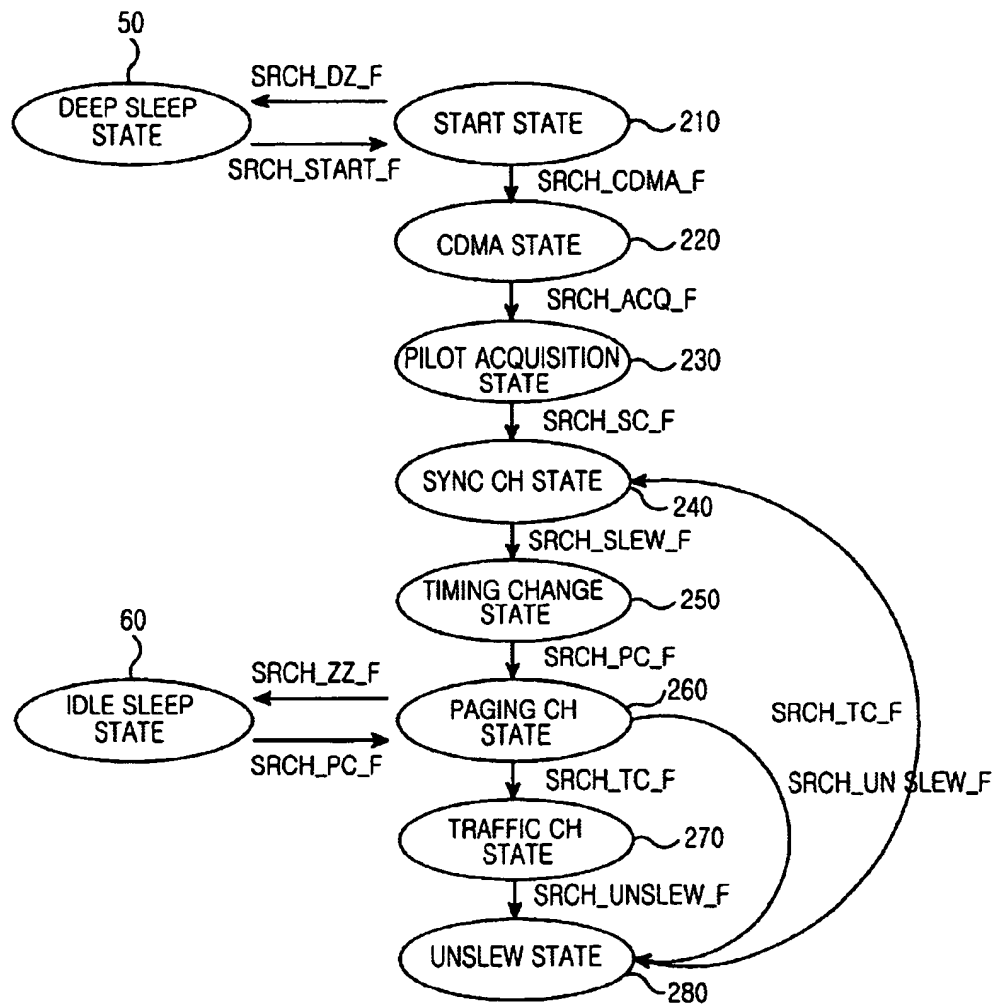 50
DEEP SLEEP
STATE
SRCH_DZ_F
SRCH_START_F
START STATE
210
SRCH_CDMA_F
CDMA STATE
220
SRCH_ACQ_F
PILOT ACQUISITION
STATE
230
SRCH_SC_F
SYNC CH STATE
240
SRCH_SLEW_F
TIMING CHANGE
STATE
250
SRCH_PC_F
60
IDLE SLEEP
STATE
SRCH_ZZ_F
SRCH_PC_F
PAGING CH
STATE
260
SRCH_TC_F
SRCH_TC_F
SRCH_UN SLEW_F
TRAFFIC CH
STATE
270
SRCH_UNSLEW_F
UNSLEW STATE
280